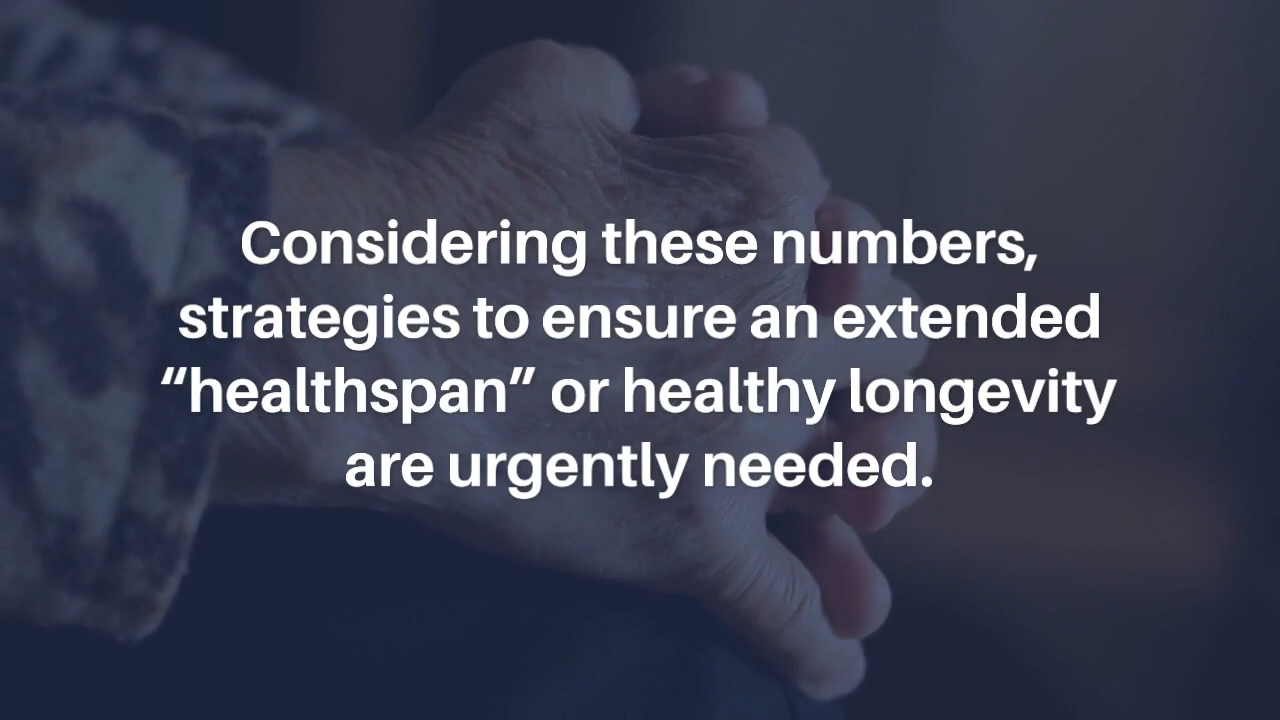 Considering these numbers,
strategies to ensure an extended
“healthspan” or healthy longevity
are urgently needed.